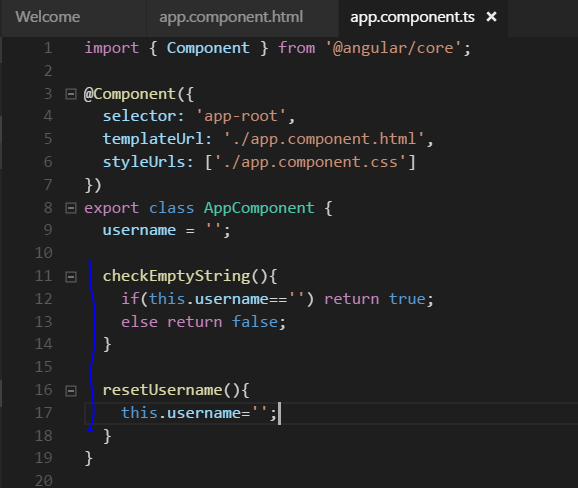 Welcome app.component.html app.component.ts ×
1 import { Component } from '@angular/core';
2
3 @Component({
4 selector: 'app-root',
5 templateUrl: './app.component.html',
6 styleUrls: ['./app.component.css']
7 })
8 export class AppComponent {
9 username = '';
10
11 checkEmptyString(){
12 if(this.username=='') return true;
13 else return false;
14 }
15
16 resetUsername(){
17 this.username='';
18 }
19 }
20